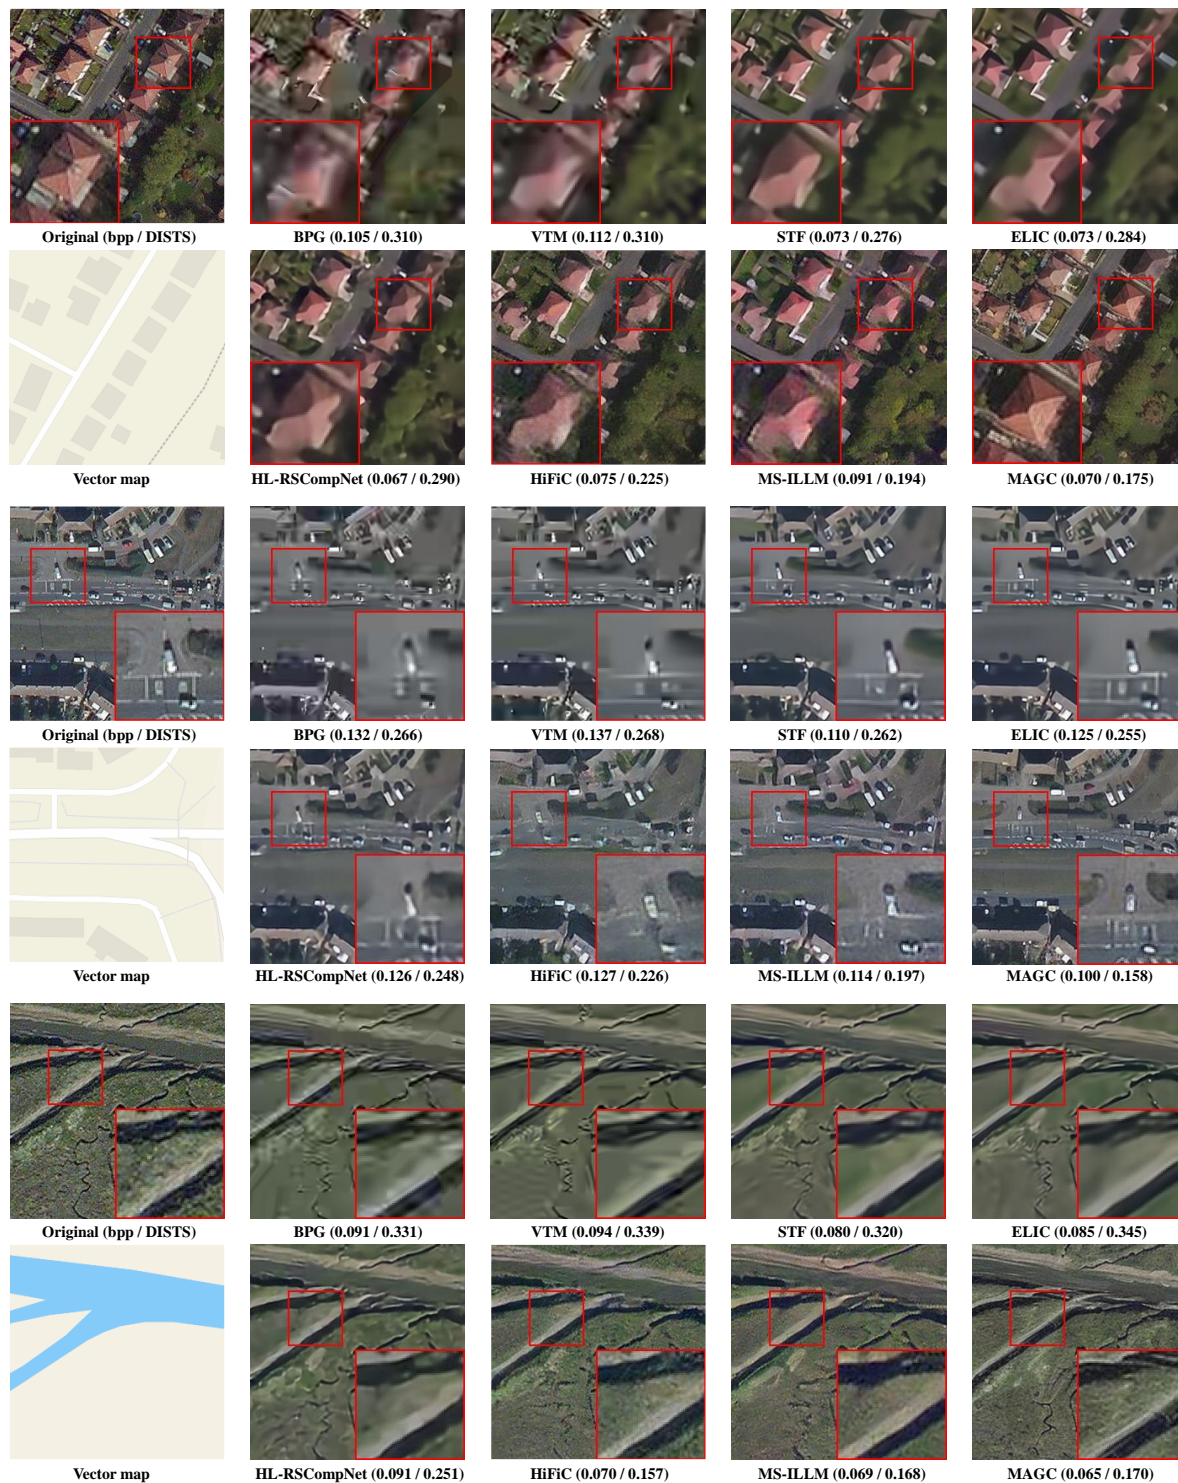 Original (bpp / DISTS) BPG (0.105 / 0.310) VTM (0.112 / 0.310) STF (0.073 / 0.276) ELIC (0.073 / 0.284)
Vector map HL-RSCompNet (0.067 / 0.290) HiFiC (0.075 / 0.225) MS-ILLM (0.091 / 0.194) MAGC (0.070 / 0.175)
Original (bpp / DISTS) BPG (0.132 / 0.266) VTM (0.137 / 0.268) STF (0.110 / 0.262) ELIC (0.125 / 0.255)
Vector map HL-RSCompNet (0.126 / 0.248) HiFiC (0.127 / 0.226) MS-ILLM (0.114 / 0.197) MAGC (0.100 / 0.158)
Original (bpp / DISTS) BPG (0.091 / 0.331) VTM (0.094 / 0.339) STF (0.080 / 0.320) ELIC (0.085 / 0.345)
Vector map HL-RSCompNet (0.091 / 0.251) HiFiC (0.070 / 0.157) MS-ILLM (0.069 / 0.168) MAGC (0.065 / 0.170)